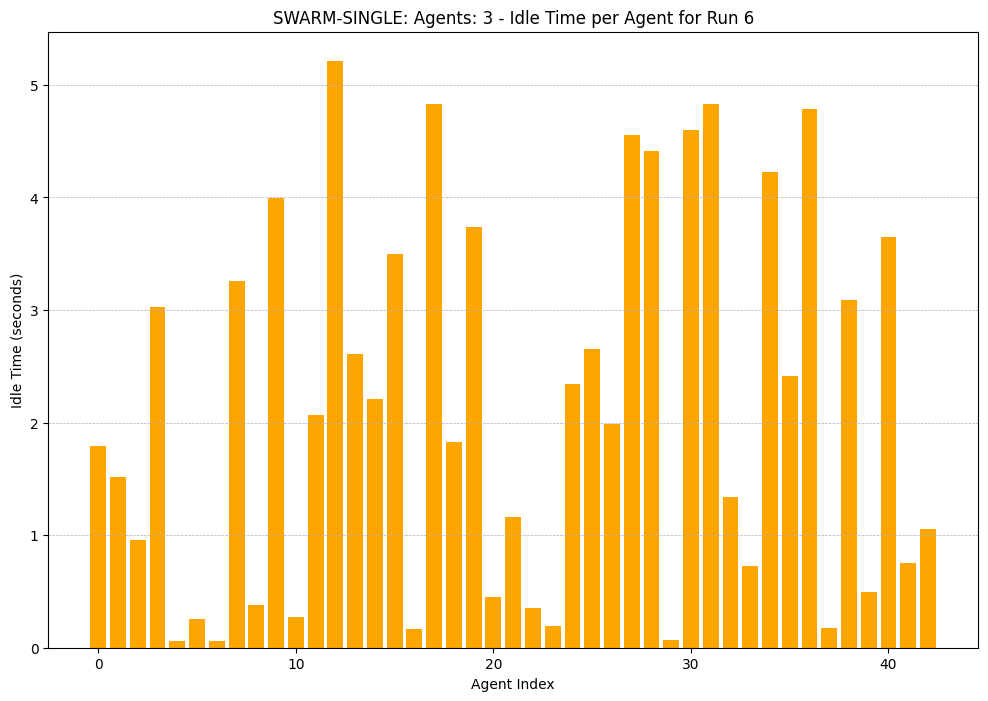 SWARM-SINGLE: Agents: 3 - Idle Time per Agent for Run 6
Idle Time (seconds)
5
4
3
2
1
0
0 10 20 30 40
Agent Index